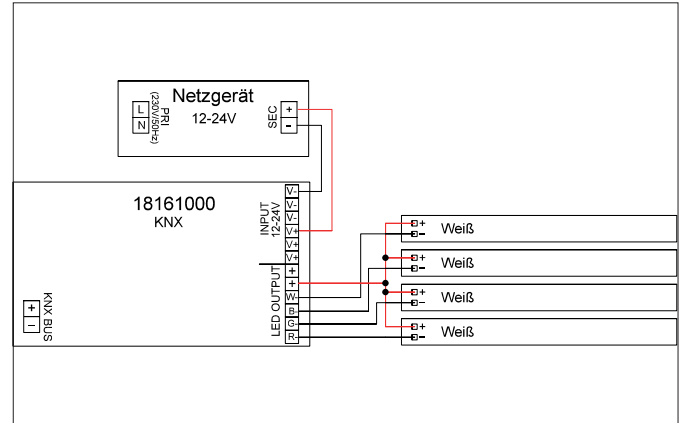 Netzgerät
12-24V
L
N
PRI
(230V/50Hz)
SEC
+
-
18161000
KNX
INPUT
12-24V
V-
V-
V-
V+
V+
V+
LED OUTPUT
+
+
W-
B-
G-
R-
KNX BUS
+
-
+
-
Weiß
+
-
Weiß
+
-
Weiß
+
-
Weiß